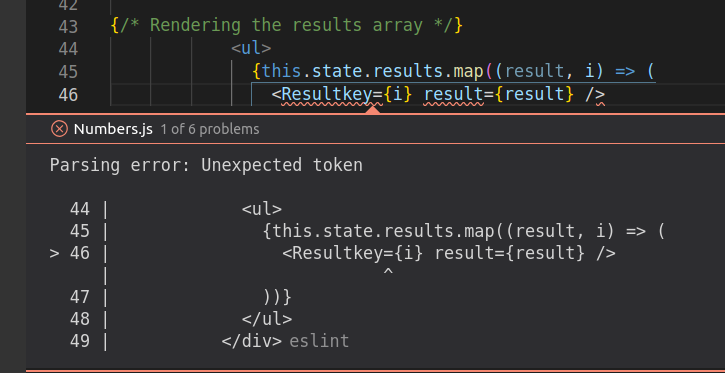 42
43 {/* Rendering the results array */}
44 <ul>
45 {this.state.results.map((result, i) => (
46 <Resultkey={i} result={result} />
Numbers.js 1 of 6 problems
Parsing error: Unexpected token
44 | <ul>
45 | {this.state.results.map((result, i) => (
> 46 | <Resultkey={i} result={result} />
| ^
47 | ))}
48 | </ul>
49 | </div> eslint